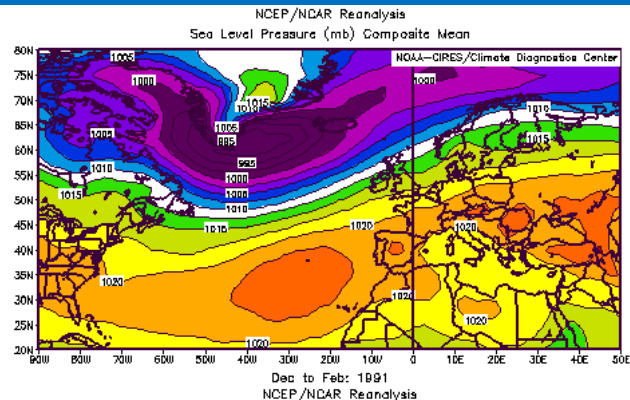 NCEP/NCAR Reanalysis
Sea Level Pressure (mb) Composite Mean
NOAA-CIRES/Climate Diagnostics Center
80N
75N
70N
65N
60N
55N
50N
45N
40N
35N
30N
25N
20N
1005
1000
1000
1015
1010
1010
1005
1005
995
1015
995
1010
1000
1005
1015
1010
1015
1020
1020
1020
1020
1020
1020
90W 80W 70W 60W 50W 40W 30W 20W 10W 0 10E 20E 30E 40E 50E
Dec to Feb: 1991
NCEP/NCAR Reanalysis